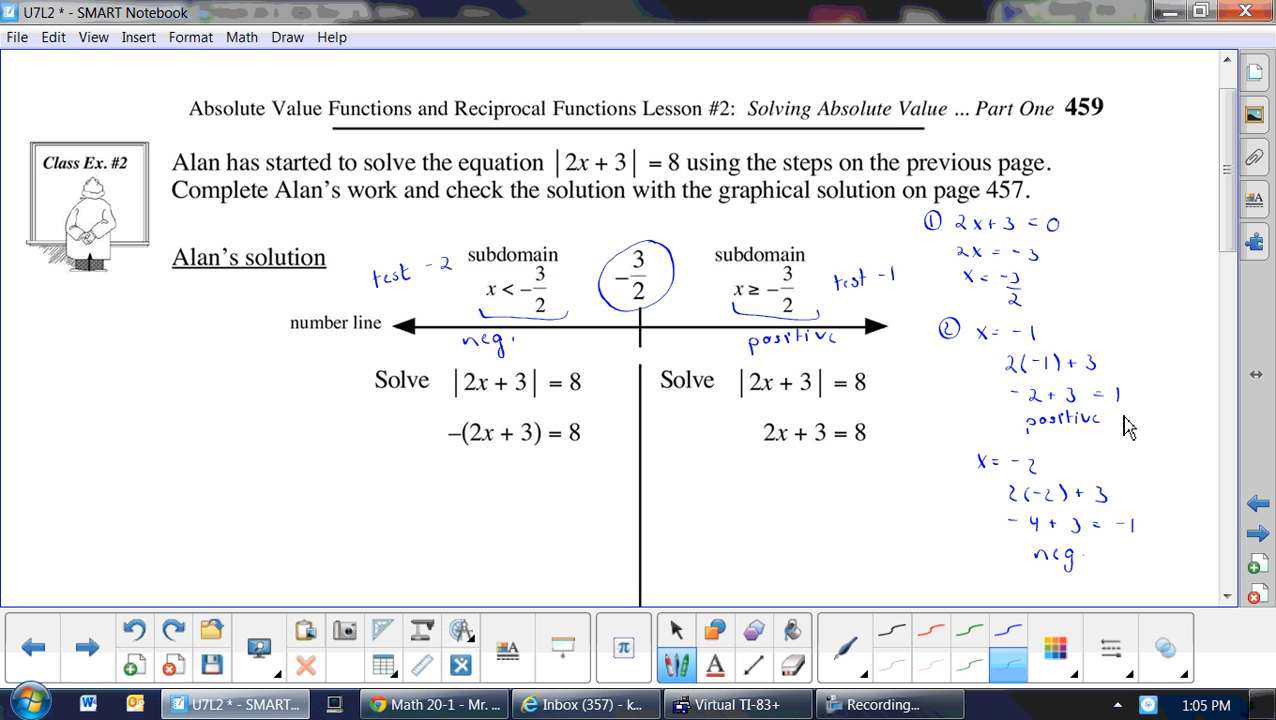 U7L2 * - SMART Notebook
File Edit View Insert Format Math Draw Help
Absolute Value Functions and Reciprocal Functions Lesson #2: Solving Absolute Value ... Part One 459
Class Ex. #2
Alan has started to solve the equation |2x + 3| = 8 using the steps on the previous page.
Complete Alan's work and check the solution with the graphical solution on page 457.
① 2x + 3 = 0
2x = -3
x = -3/2
Alan's solution
test -2
subdomain
x < -3/2
-3/2
subdomain
x ≥ -3/2
test -1
number line
neg.
positive
② x = -1
2(-1) + 3
-2 + 3 = 1
positive
x = -2
2(-2) + 3
-4 + 3 = -1
neg.
Solve |2x + 3| = 8
–(2x + 3) = 8
Solve |2x + 3| = 8
2x + 3 = 8
π
A
U7L2 * - SMART...
Math 20-1 - Mr. ...
Inbox (357) - k...
Virtual TI-83+
Recording...
1:05 PM